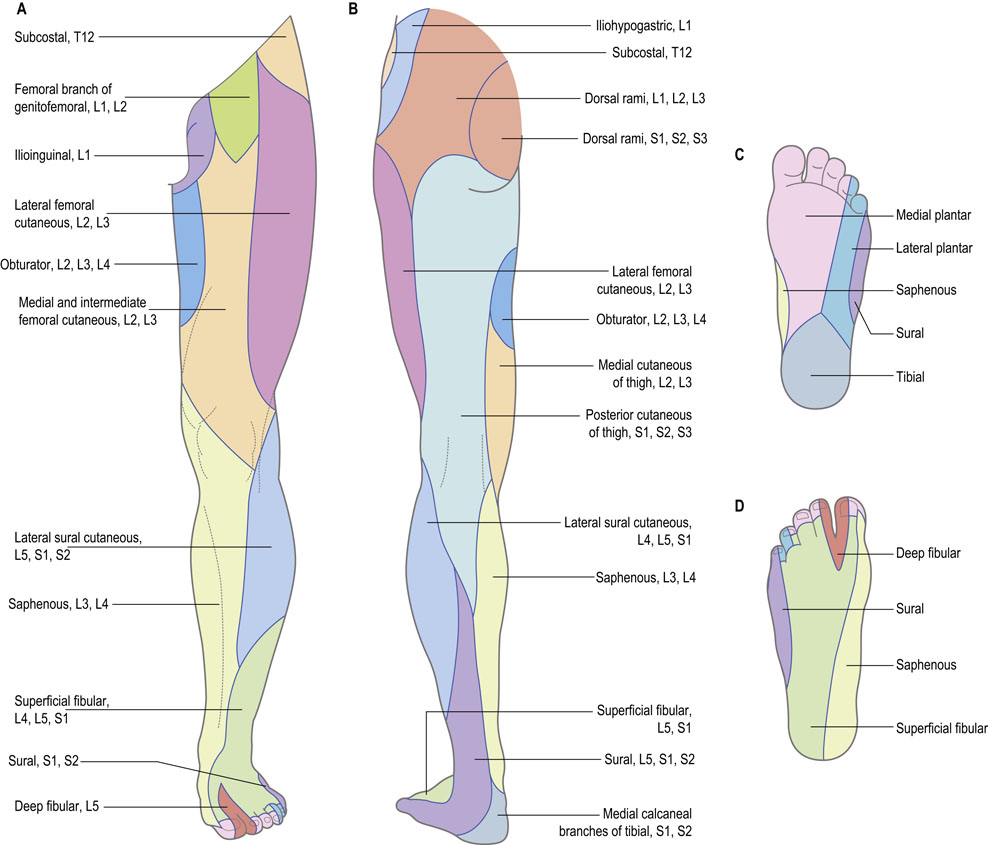 A
Subcostal, T12
Femoral branch of
genitofemoral, L1, L2
Ilioinguinal, L1
Lateral femoral
cutaneous, L2, L3
Obturator, L2, L3, L4
Medial and intermediate
femoral cutaneous, L2, L3
Lateral sural cutaneous,
L5, S1, S2
Saphenous, L3, L4
Superficial fibular,
L4, L5, S1
Sural, S1, S2
Deep fibular, L5
B
Iliohypogastric, L1
Subcostal, T12
Dorsal rami, L1, L2, L3
Dorsal rami, S1, S2, S3
Lateral femoral
cutaneous, L2, L3
Obturator, L2, L3, L4
Medial cutaneous
of thigh, L2, L3
Posterior cutaneous
of thigh, S1, S2, S3
Lateral sural cutaneous,
L4, L5, S1
Saphenous, L3, L4
Superficial fibular,
L5, S1
Sural, L5, S1, S2
Medial calcaneal
branches of tibial, S1, S2
C
Medial plantar
Lateral plantar
Saphenous
Sural
Tibial
D
Deep fibular
Sural
Saphenous
Superficial fibular